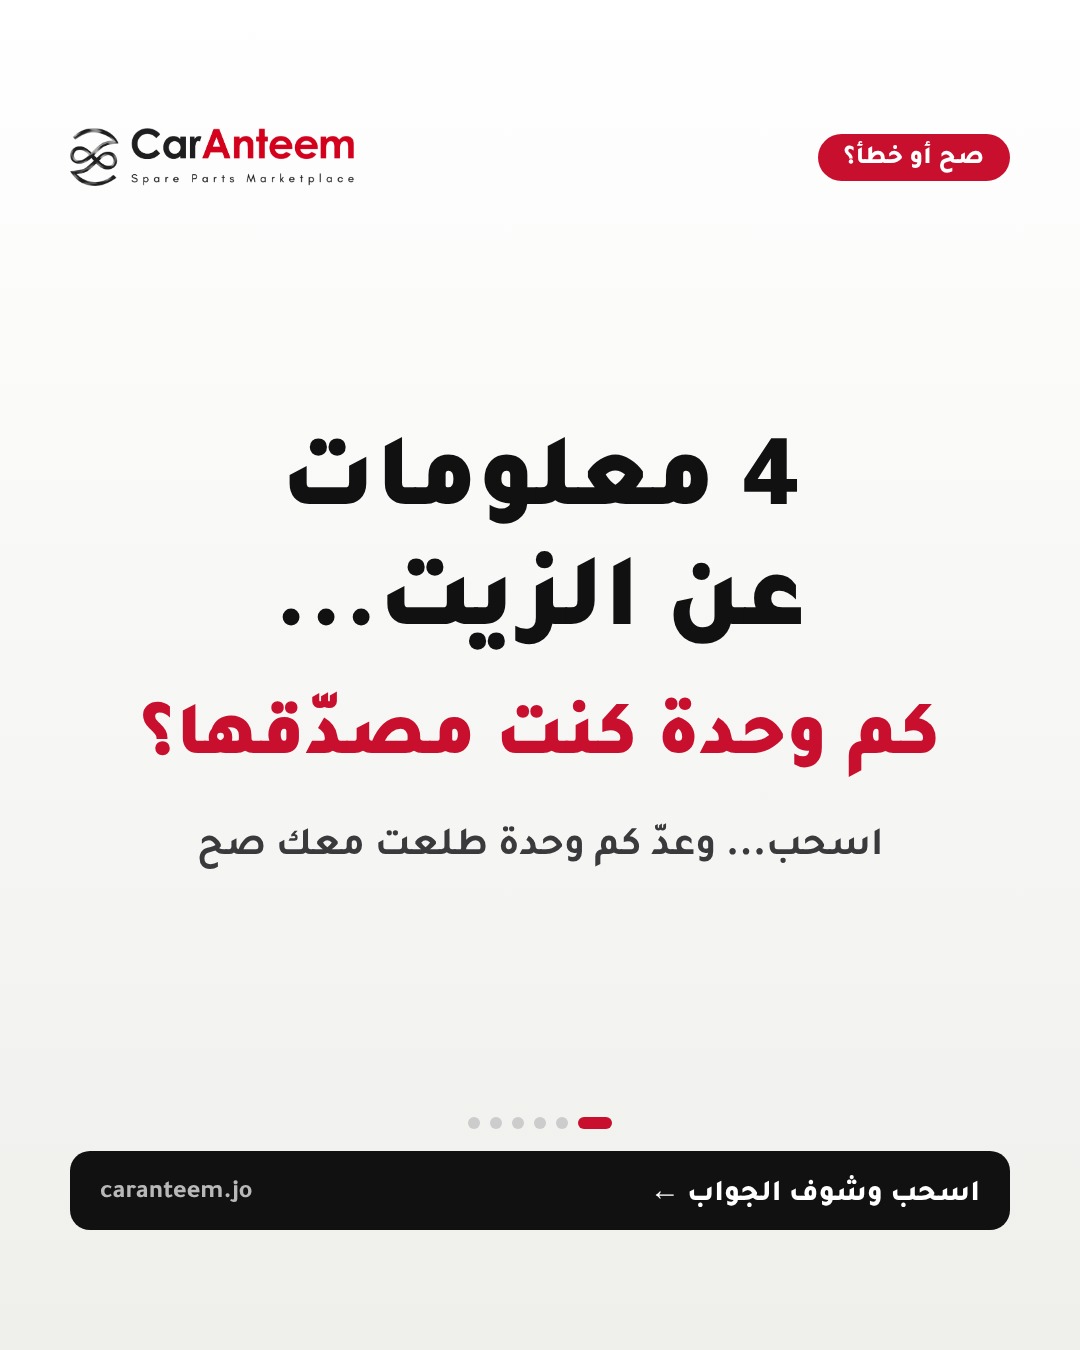 صح أو خطأ؟
CarAnteem
Spare Parts Marketplace
4 معلومات
عن الزيت...
كم وحدة كنت مصدّقها؟
اسحب... وعدّ كم وحدة طلعت معك صح
اسحب وشوف الجواب ←
caranteem.jo